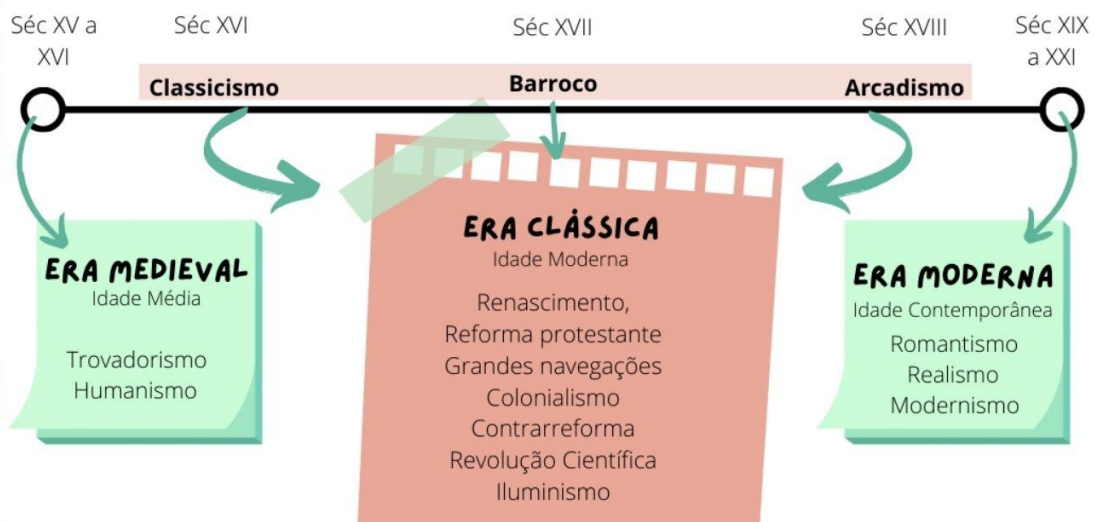 Séc XV a
XVI
Séc XVI
Séc XVII
Séc XVIII
Séc XIX
a XXI
Classicismo
Barroco
Arcadismo
ERA MEDIEVAL
Idade Média
Trovadorismo
Humanismo
ERA CLÁSSICA
Idade Moderna
Renascimento,
Reforma protestante
Grandes navegações
Colonialismo
Contrarreforma
Revolução Científica
Iluminismo
ERA MODERNA
Idade Contemporânea
Romantismo
Realismo
Modernismo